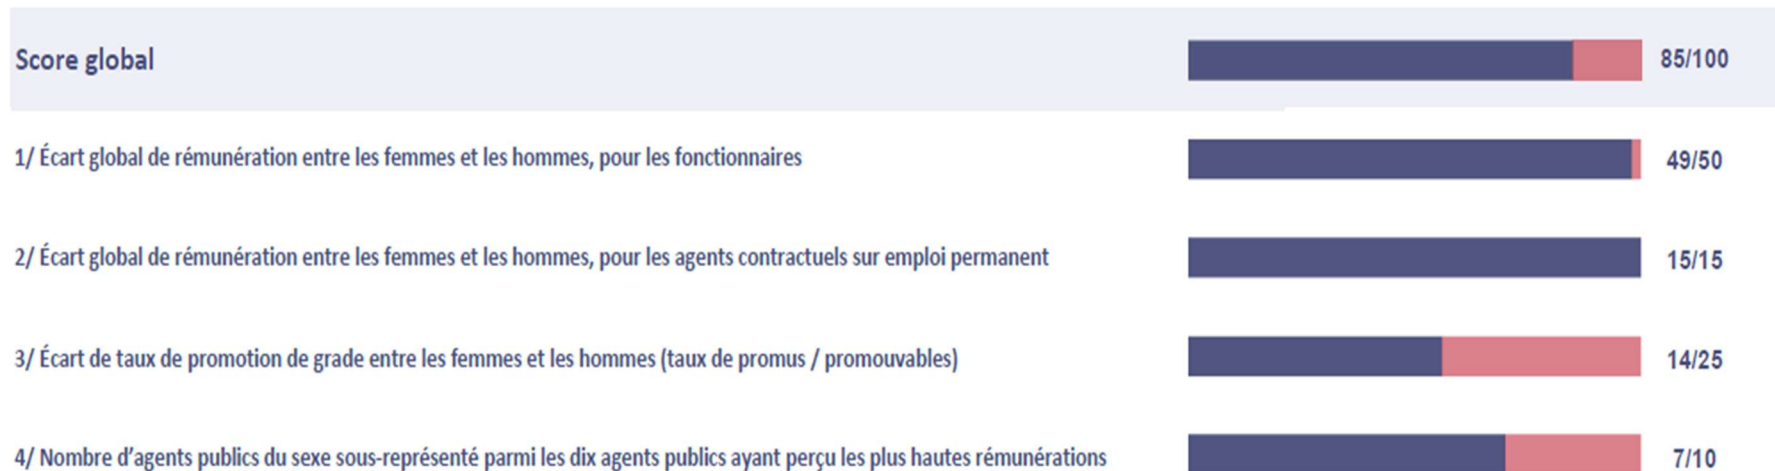 Score global 85/100
1/ Écart global de rémunération entre les femmes et les hommes, pour les fonctionnaires 49/50
2/ Écart global de rémunération entre les femmes et les hommes, pour les agents contractuels sur emploi permanent 15/15
3/ Écart de taux de promotion de grade entre les femmes et les hommes (taux de promus / promouvables) 14/25
4/ Nombre d’agents publics du sexe sous-représenté parmi les dix agents publics ayant perçu les plus hautes rémunérations 7/10